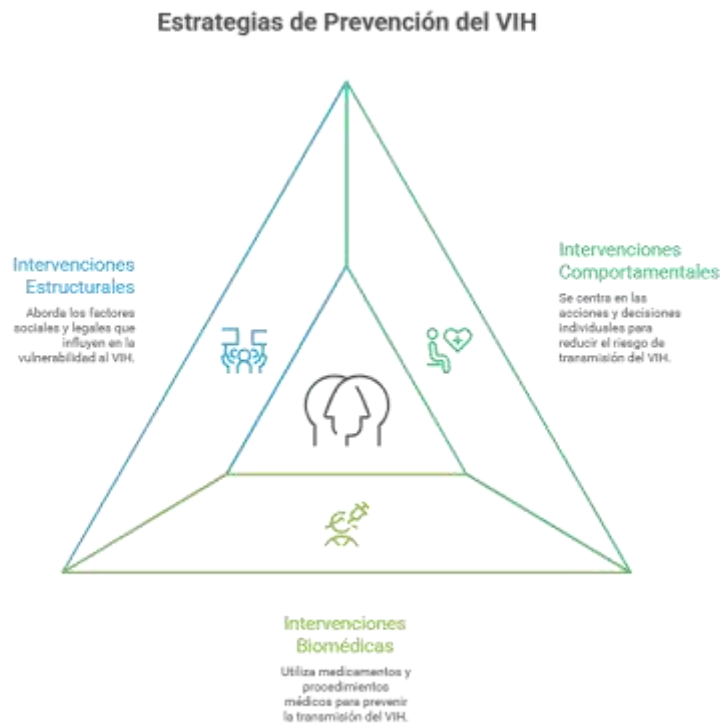 Estrategias de Prevención del VIH
Intervenciones
Estructurales
Aborda los factores
sociales y legales que
influyen en la
vulnerabilidad al VIH.
Intervenciones
Comportamentales
Se centra en las
acciones y decisiones
individuales para
reducir el riesgo de
transmisión del VIH.
Intervenciones
Biomédicas
Utiliza medicamentos y
procedimientos
médicos para prevenir
la transmisión del VIH.